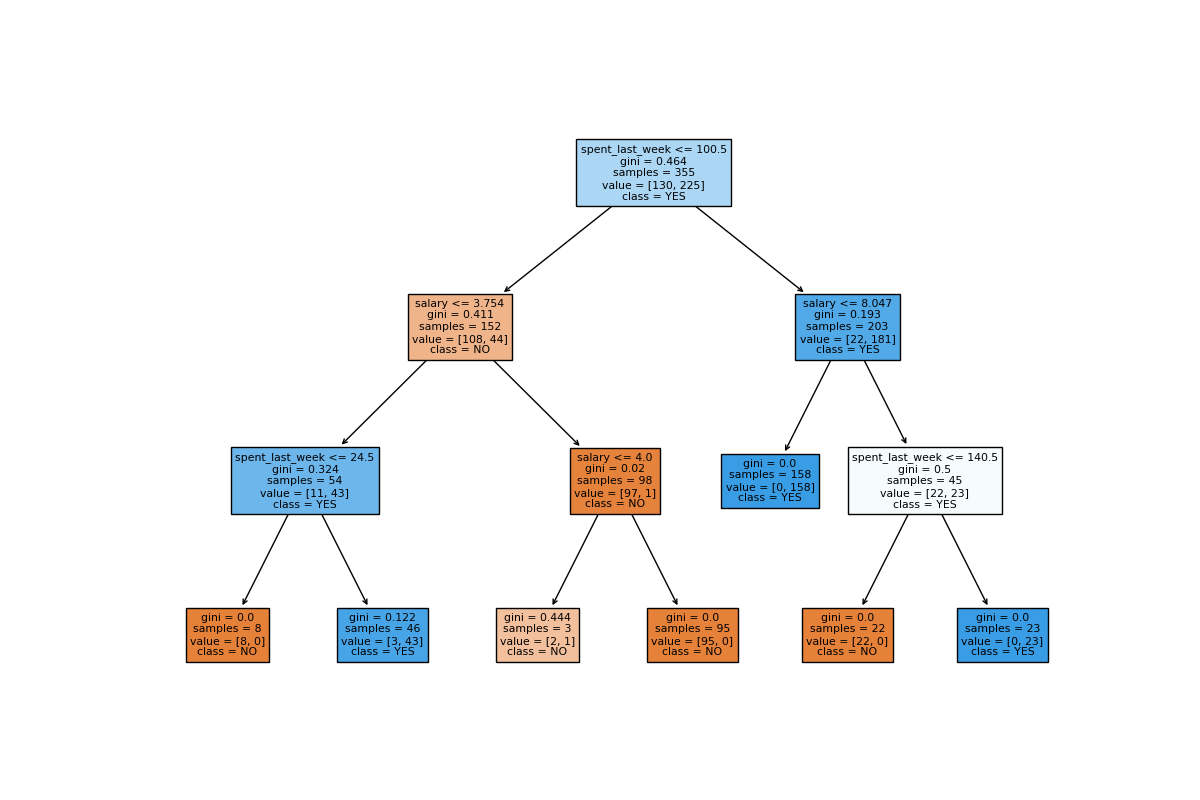 spent_last_week <= 100.5
gini = 0.464
samples = 355
value = [130, 225]
class = YES
salary <= 3.754
gini = 0.411
samples = 152
value = [108, 44]
class = NO
salary <= 8.047
gini = 0.193
samples = 203
value = [22, 181]
class = YES
spent_last_week <= 24.5
gini = 0.324
samples = 54
value = [11, 43]
class = YES
salary <= 4.0
gini = 0.02
samples = 98
value = [97, 1]
class = NO
gini = 0.0
samples = 158
value = [0, 158]
class = YES
spent_last_week <= 140.5
gini = 0.5
samples = 45
value = [22, 23]
class = YES
gini = 0.0
samples = 8
value = [8, 0]
class = NO
gini = 0.122
samples = 46
value = [3, 43]
class = YES
gini = 0.444
samples = 3
value = [2, 1]
class = NO
gini = 0.0
samples = 95
value = [95, 0]
class = NO
gini = 0.0
samples = 22
value = [22, 0]
class = NO
gini = 0.0
samples = 23
value = [0, 23]
class = YES